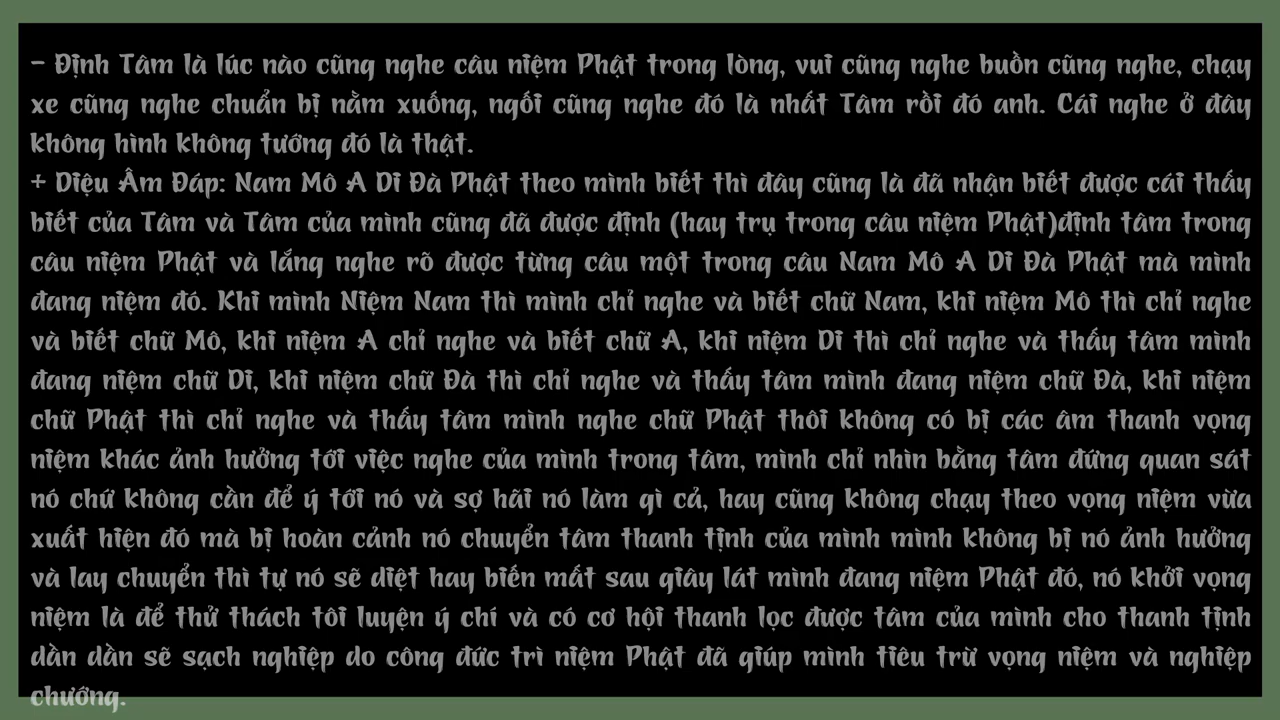 – Định Tâm là lúc nào cũng nghe câu niệm Phật trong lòng, vui cũng nghe buồn cũng nghe, chạy
xe cũng nghe chuẩn bị nằm xuống, ngối cũng nghe đó là nhất Tâm rồi đó anh. Cái nghe ở đây
không hình không tướng đó là thật.
+ Diệu Âm Đáp: Nam Mô A Di Đà Phật theo mình biết thì đây cũng là đã nhận biết được cái thấy
biết của Tâm và Tâm của mình cũng đã được định (hay trụ trong câu niệm Phật)định tâm trong
câu niệm Phật và lắng nghe rõ được từng câu một trong câu Nam Mô A Di Đà Phật mà mình
đang niệm đó. Khi mình Niệm Nam thì mình chỉ nghe và biết chữ Nam, khi niệm Mô thì chỉ nghe
và biết chữ Mô, khi niệm A chỉ nghe và biết chữ A, khi niệm Di thì chỉ nghe và thấy tâm mình
đang niệm chữ Di, khi niệm chữ Đà thì chỉ nghe và thấy tâm mình đang niệm chữ Đà, khi niệm
chữ Phật thì chỉ nghe và thấy tâm mình nghe chữ Phật thôi không có bị các âm thanh vọng
niệm khác ảnh hưởng tới việc nghe của mình trong tâm, mình chỉ nhìn bằng tâm đứng quan sát
nó chứ không cần để ý tới nó và sợ hãi nó làm gì cả, hay cũng không chạy theo vọng niệm vừa
xuất hiện đó mà bị hoàn cảnh nó chuyển tâm thanh tịnh của mình mình không bị nó ảnh hưởng
và lay chuyển thì tự nó sẽ diệt hay biến mất sau giây lát mình đang niệm Phật đó, nó khởi vọng
niệm là để thử thách tôi luyện ý chí và có cơ hội thanh lọc được tâm của mình cho thanh tịnh
dần dần sẽ sạch nghiệp do công đức trì niệm Phật đã giúp mình tiêu trừ vọng niệm và nghiệp
chướng.